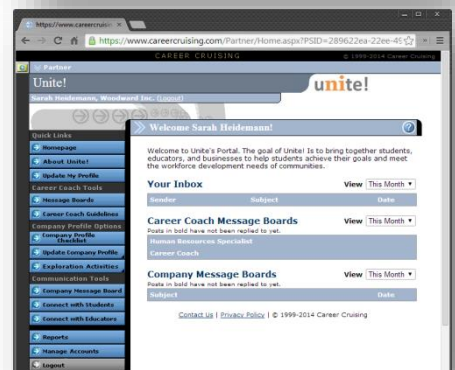 https://www.careercruisin
https://www.careercruising.com/Partner/Home.aspx?PSID=289622ea-22ee-45
CAREER CRUISING
© 1999-2014 Career Cruising
Partner
Unite!
unite!
Sarah Heidemann, Woodward Inc. (Logout)
Welcome Sarah Heidemann!
?
Quick Links
Homepage
About Unite!
Update My Profile
Career Coach Tools
Message Boards
Career Coach Guidelines
Company Profile Options
Company Profile
Checklist
Update Company Profile
Exploration Activities
Communication Tools
Company Message Board
Connect with Students
Connect with Educators
Reports
Manage Accounts
Logout
Welcome to Unite's Portal. The goal of Unite! Is to bring together students,
educators, and businesses to help students achieve their goals and meet
the workforce development needs of communities.
Your Inbox View This Month
Sender Subject Date
Career Coach Message Boards View This Month
Posts in bold have not been replied to yet.
Human Resources Specialist
Career Coach
Company Message Boards View This Month
Posts in bold have not been replied to yet.
Subject Date
Contact Us | Privacy Policy | © 1999-2014 Career Cruising